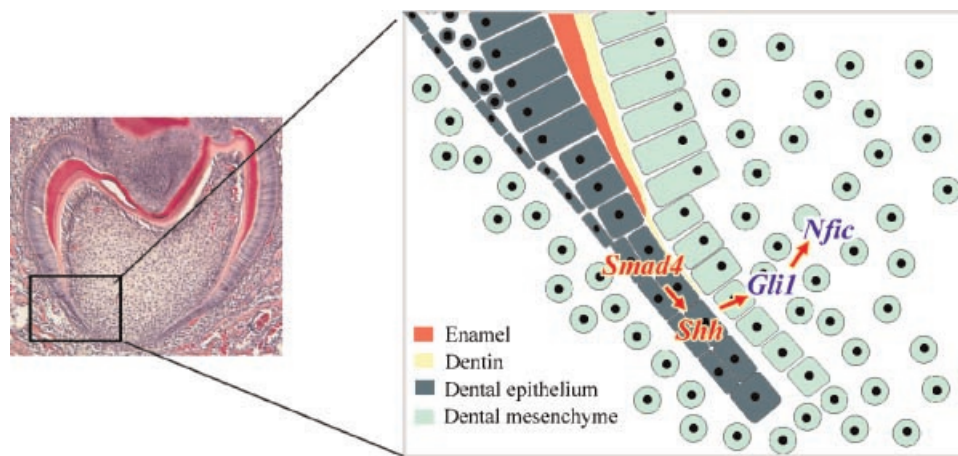 Smad4
Shh
Gli1
Nfic
Enamel
Dentin
Dental epithelium
Dental mesenchyme